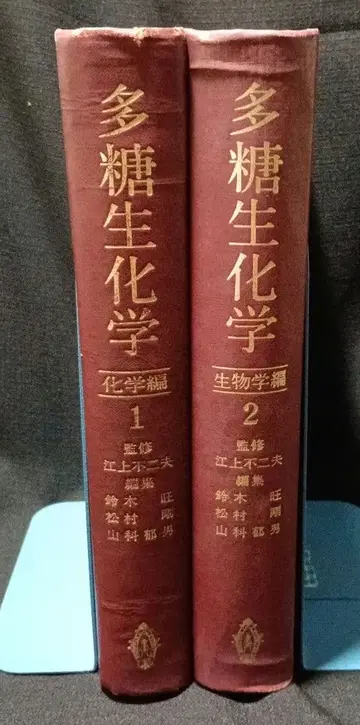 多糖生化学
化学編
1
監修
江上不二夫
編集
鈴木 旺
松村 剛
山科郁男
多糖生化学
生物学編
2
監修
江上不二夫
編集
鈴木 旺
松村 剛
山科郁男